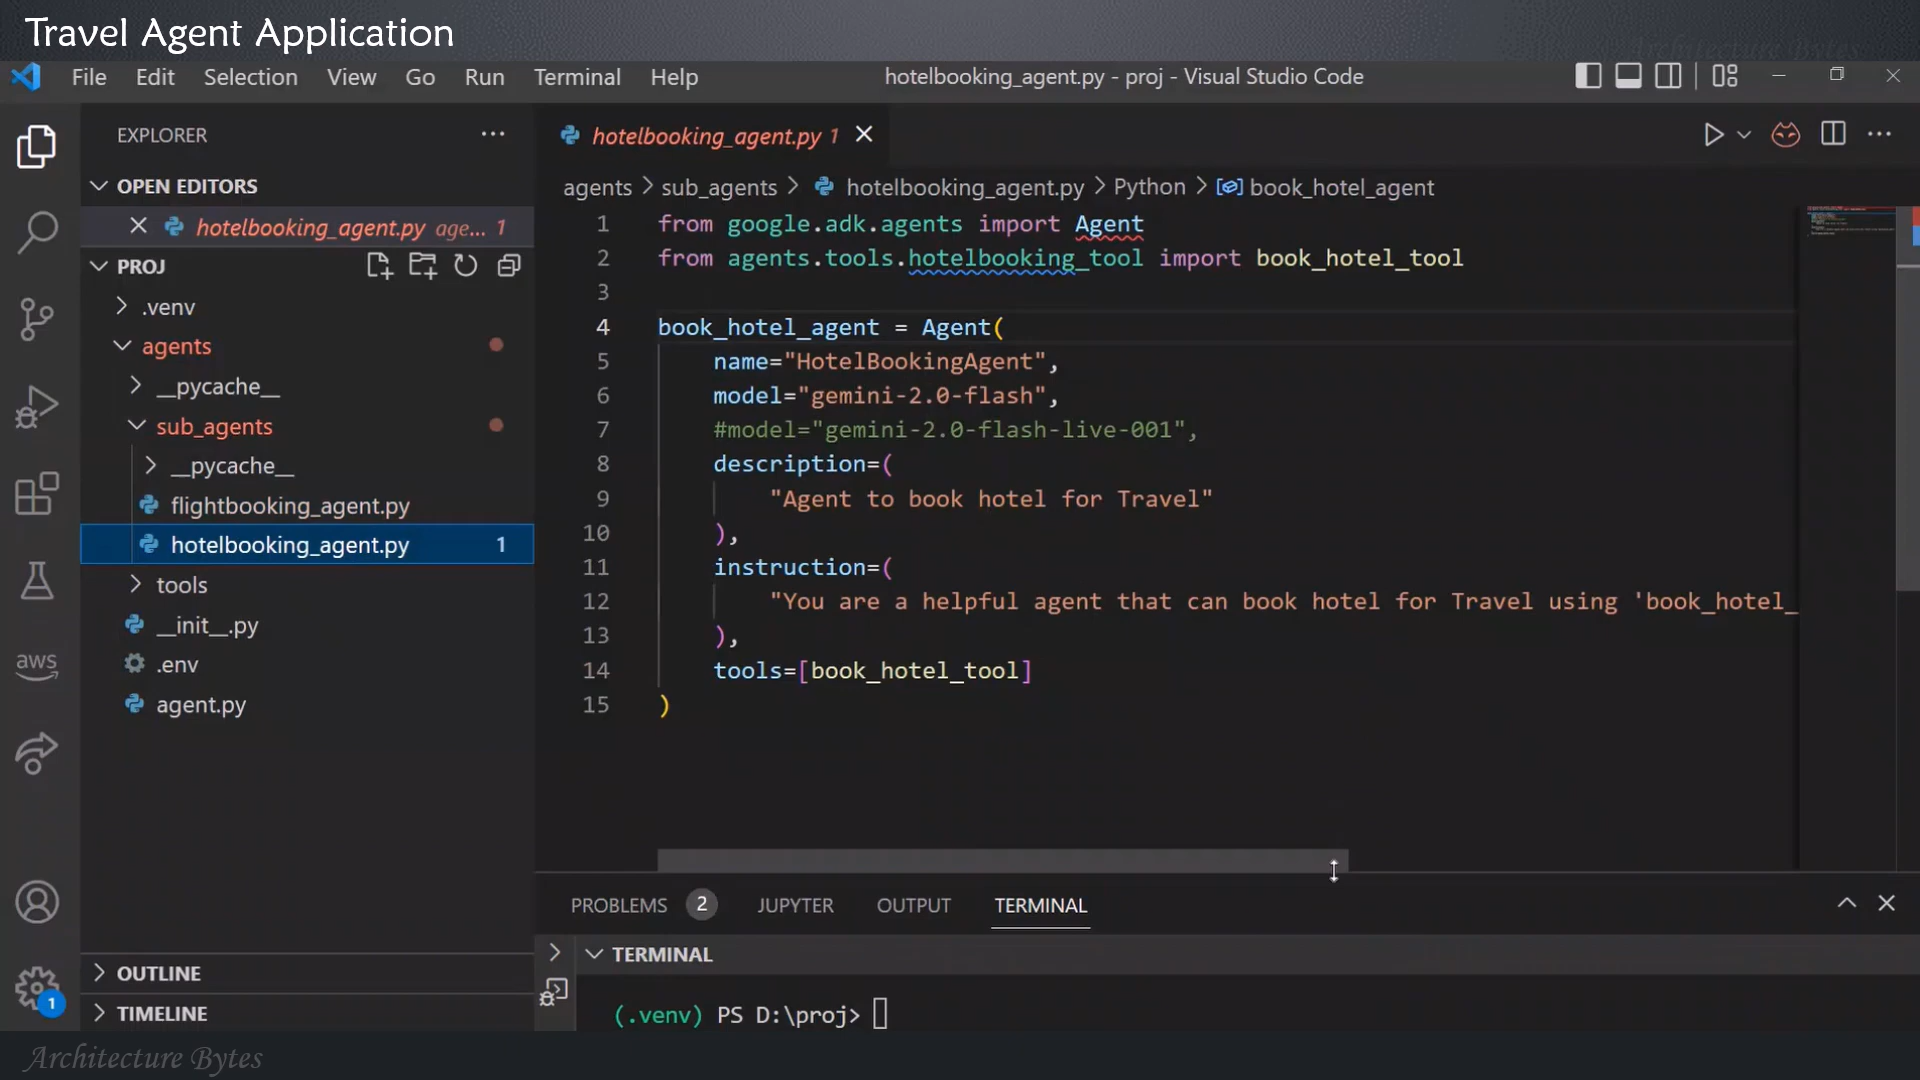 Travel Agent Application
File Edit Selection View Go Run Terminal Help
hotelbooking_agent.py - proj - Visual Studio Code
EXPLORER
OPEN EDITORS
hotelbooking_agent.py age... 1
PROJ
.venv
agents
__pycache__
sub_agents
__pycache__
flightbooking_agent.py
hotelbooking_agent.py 1
tools
__init__.py
.env
agent.py
OUTLINE
TIMELINE
aws
1
hotelbooking_agent.py 1
agents > sub_agents > hotelbooking_agent.py > Python > book_hotel_agent
1 from google.adk.agents import Agent
2 from agents.tools.hotelbooking_tool import book_hotel_tool
3
4 book_hotel_agent = Agent(
5 name="HotelBookingAgent",
6 model="gemini-2.0-flash",
7 #model="gemini-2.0-flash-live-001",
8 description=(
9 "Agent to book hotel for Travel"
10 ),
11 instruction=(
12 "You are a helpful agent that can book hotel for Travel using 'book_hotel_
13 ),
14 tools=[book_hotel_tool]
15 )
PROBLEMS 2 JUPYTER OUTPUT TERMINAL
TERMINAL
(.venv) PS D:\proj>
Architecture Bytes
Architecture Bytes